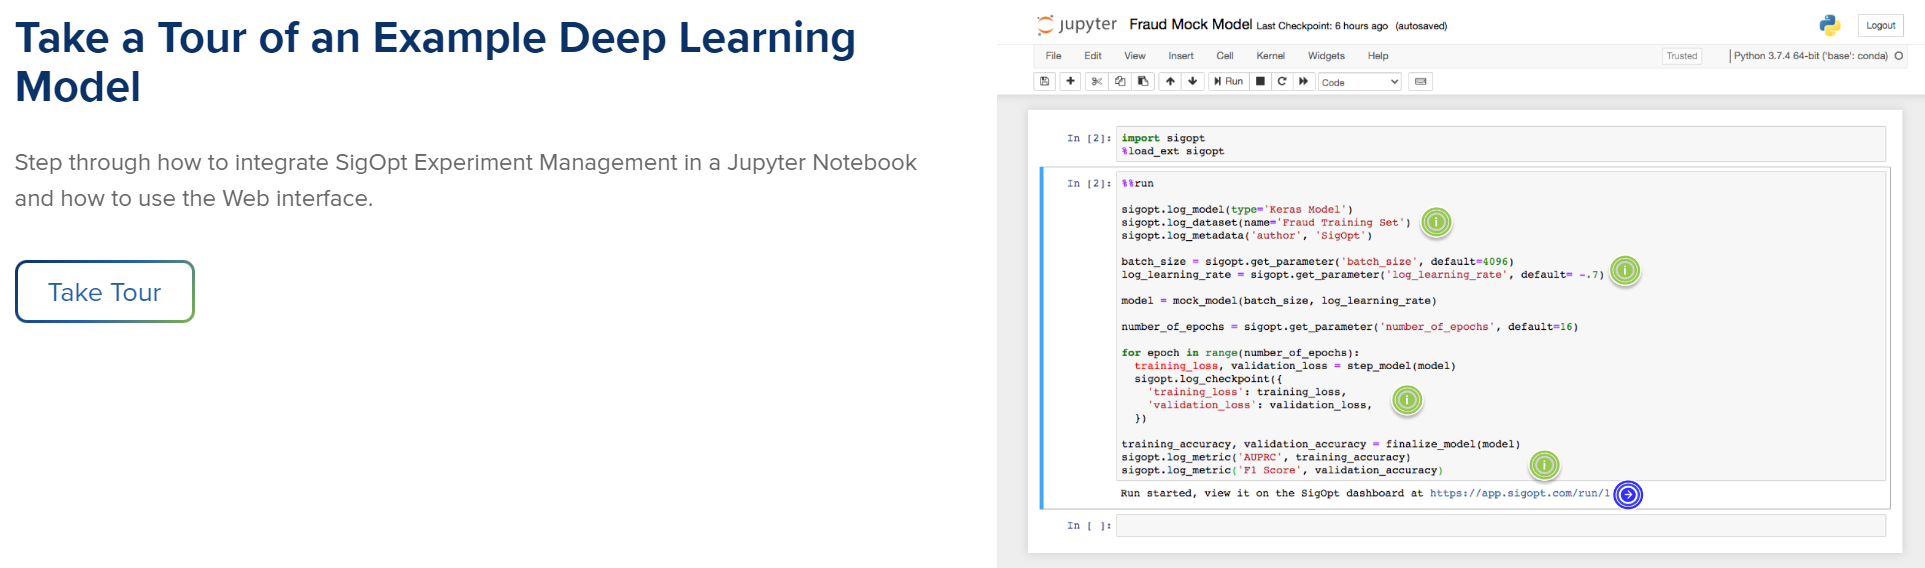 Take a Tour of an Example Deep Learning
Model
Step through how to integrate SigOpt Experiment Management in a Jupyter Notebook
and how to use the Web interface.
Take Tour
jupyter Fraud Mock Model Last Checkpoint: 6 hours ago (autosaved)
Logout
File Edit View Insert Cell Kernel Widgets Help
Trusted Python 3.7.4 64-bit ('base': conda)
Run Code
In [2]: import sigopt
%load_ext sigopt
In [2]: %%run
sigopt.log_model(type='Keras Model')
sigopt.log_dataset(name='Fraud Training Set')
sigopt.log_metadata('author', 'SigOpt')
batch_size = sigopt.get_parameter('batch_size', default=4096)
log_learning_rate = sigopt.get_parameter('log_learning_rate', default= -.7)
model = mock_model(batch_size, log_learning_rate)
number_of_epochs = sigopt.get_parameter('number_of_epochs', default=16)
for epoch in range(number_of_epochs):
training_loss, validation_loss = step_model(model)
sigopt.log_checkpoint({
'training_loss': training_loss,
'validation_loss': validation_loss,
})
training_accuracy, validation_accuracy = finalize_model(model)
sigopt.log_metric('AUPRC', training_accuracy)
sigopt.log_metric('F1 Score', validation_accuracy)
Run started, view it on the SigOpt dashboard at https://app.sigopt.com/run/1
In [ ]: